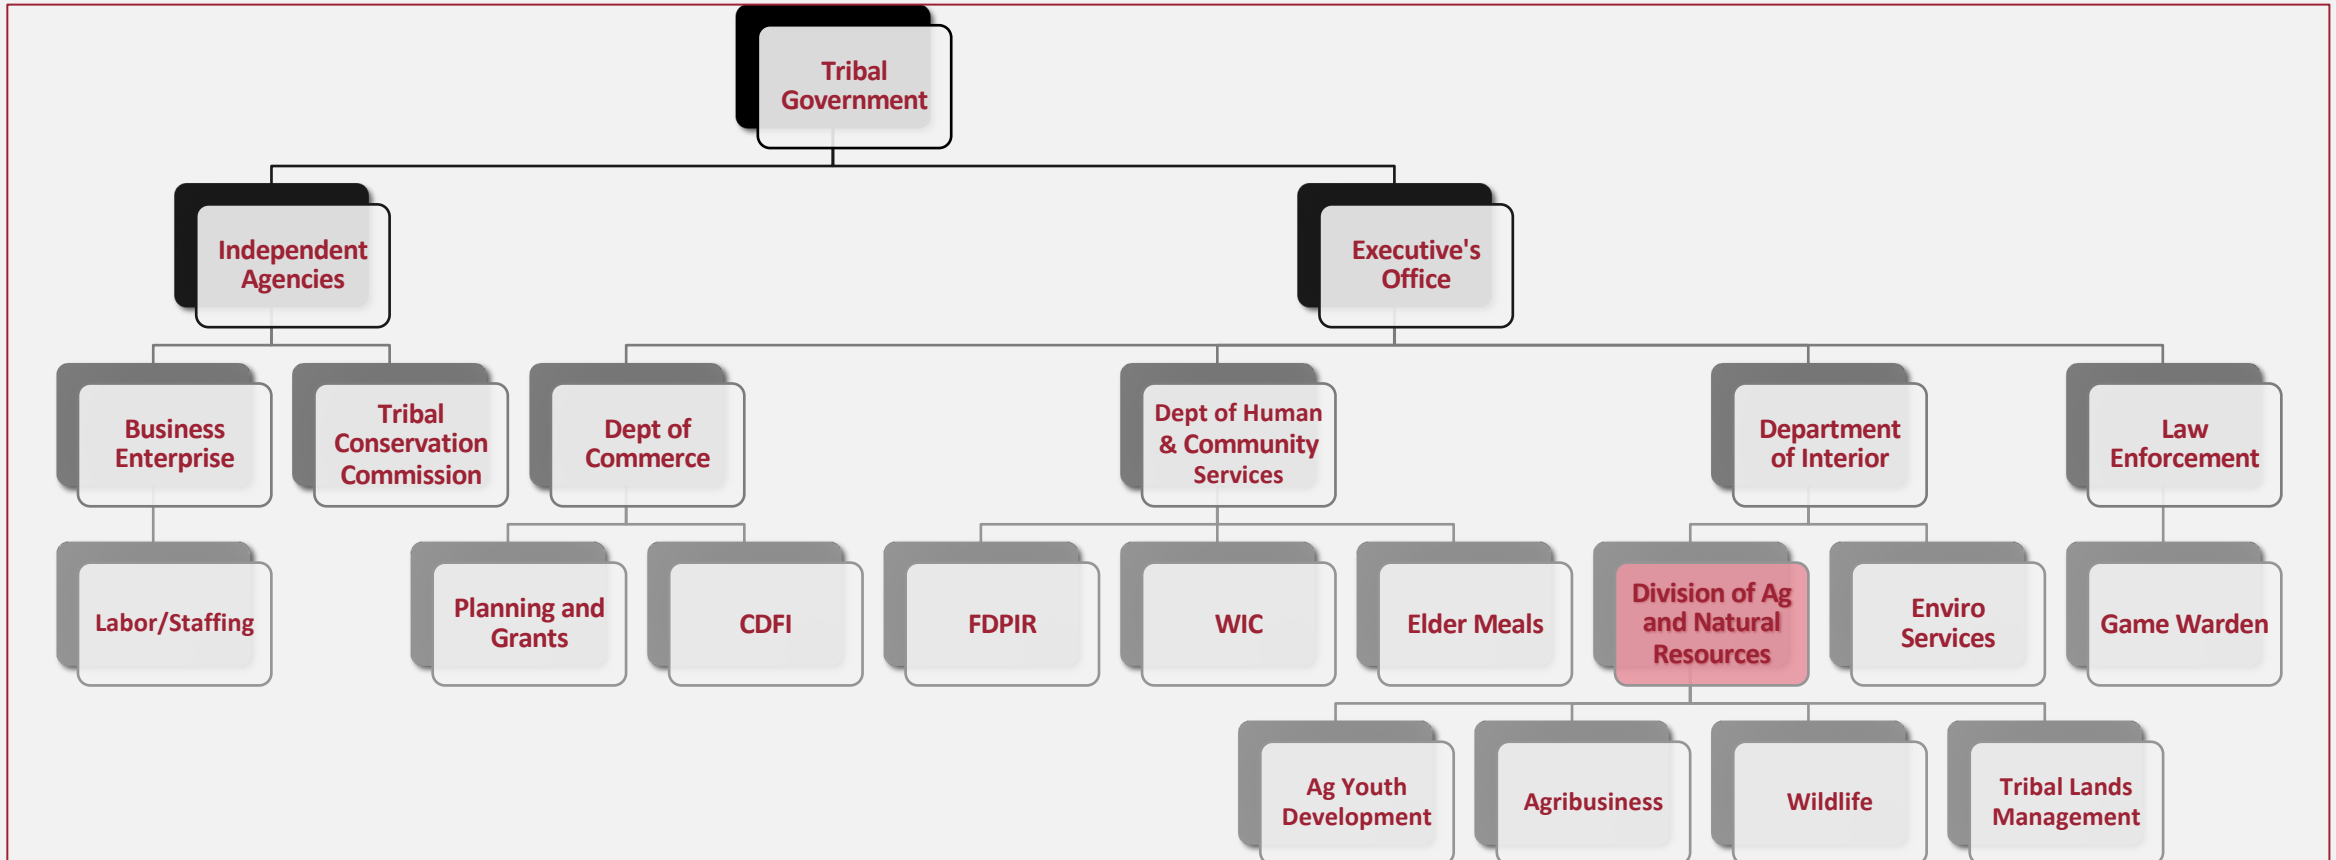 Tribal
Government
Independent
Agencies
Executive's
Office
Business
Enterprise
Tribal
Conservation
Commission
Dept of
Commerce
Dept of Human
& Community
Services
Department
of Interior
Law
Enforcement
Labor/Staffing
Planning and
Grants
CDFI
FDPIR
WIC
Elder Meals
Division of Ag
and Natural
Resources
Enviro
Services
Game Warden
Ag Youth
Development
Agribusiness
Wildlife
Tribal Lands
Management